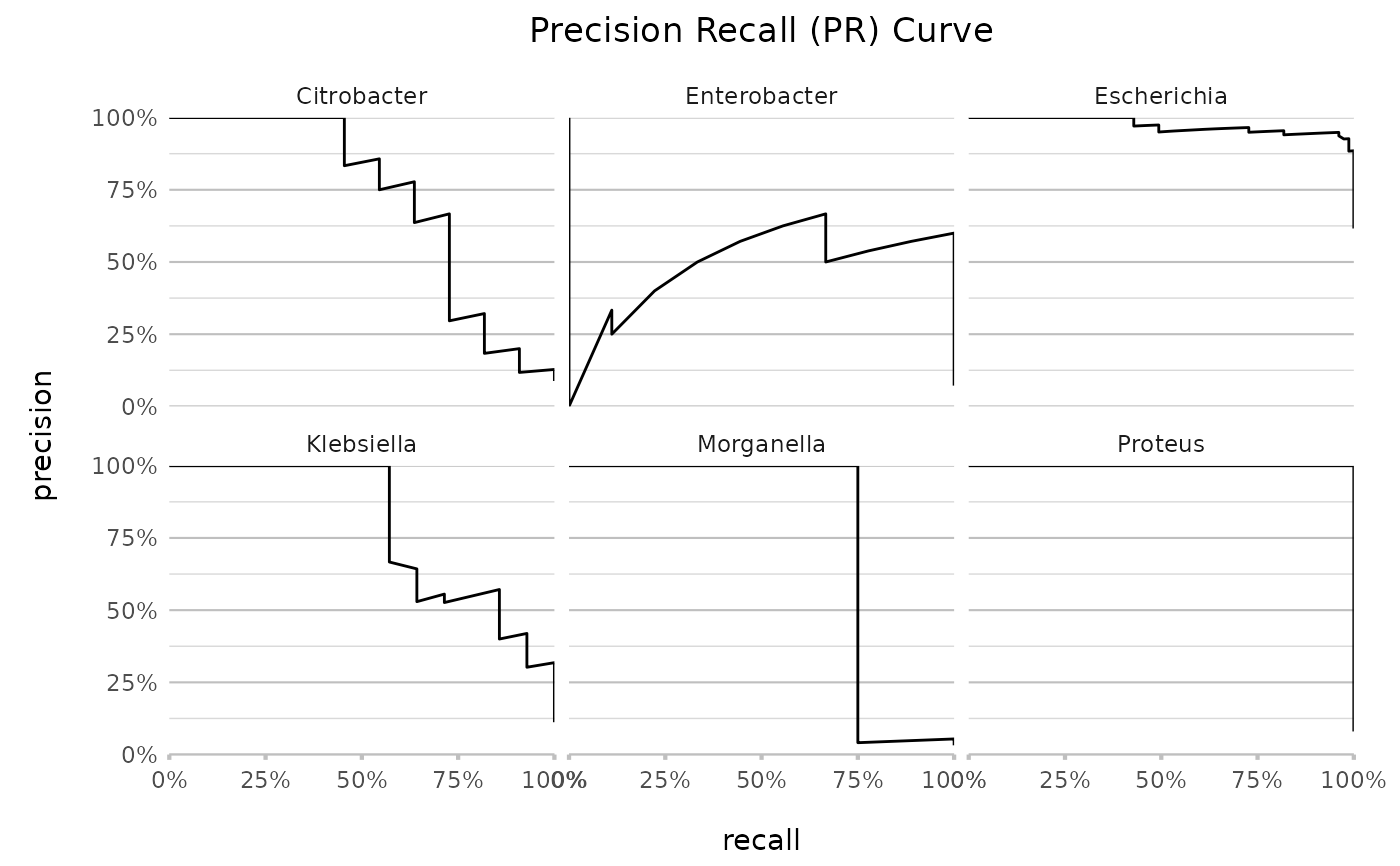 Precision Recall (PR) Curve
Citrobacter Enterobacter Escherichia
100%
75%
50%
25%
0%
precision
Klebsiella Morganella Proteus
100%
75%
50%
25%
0%
0% 25% 50% 75% 100% 0% 25% 50% 75% 100% 0% 25% 50% 75% 100%
recall